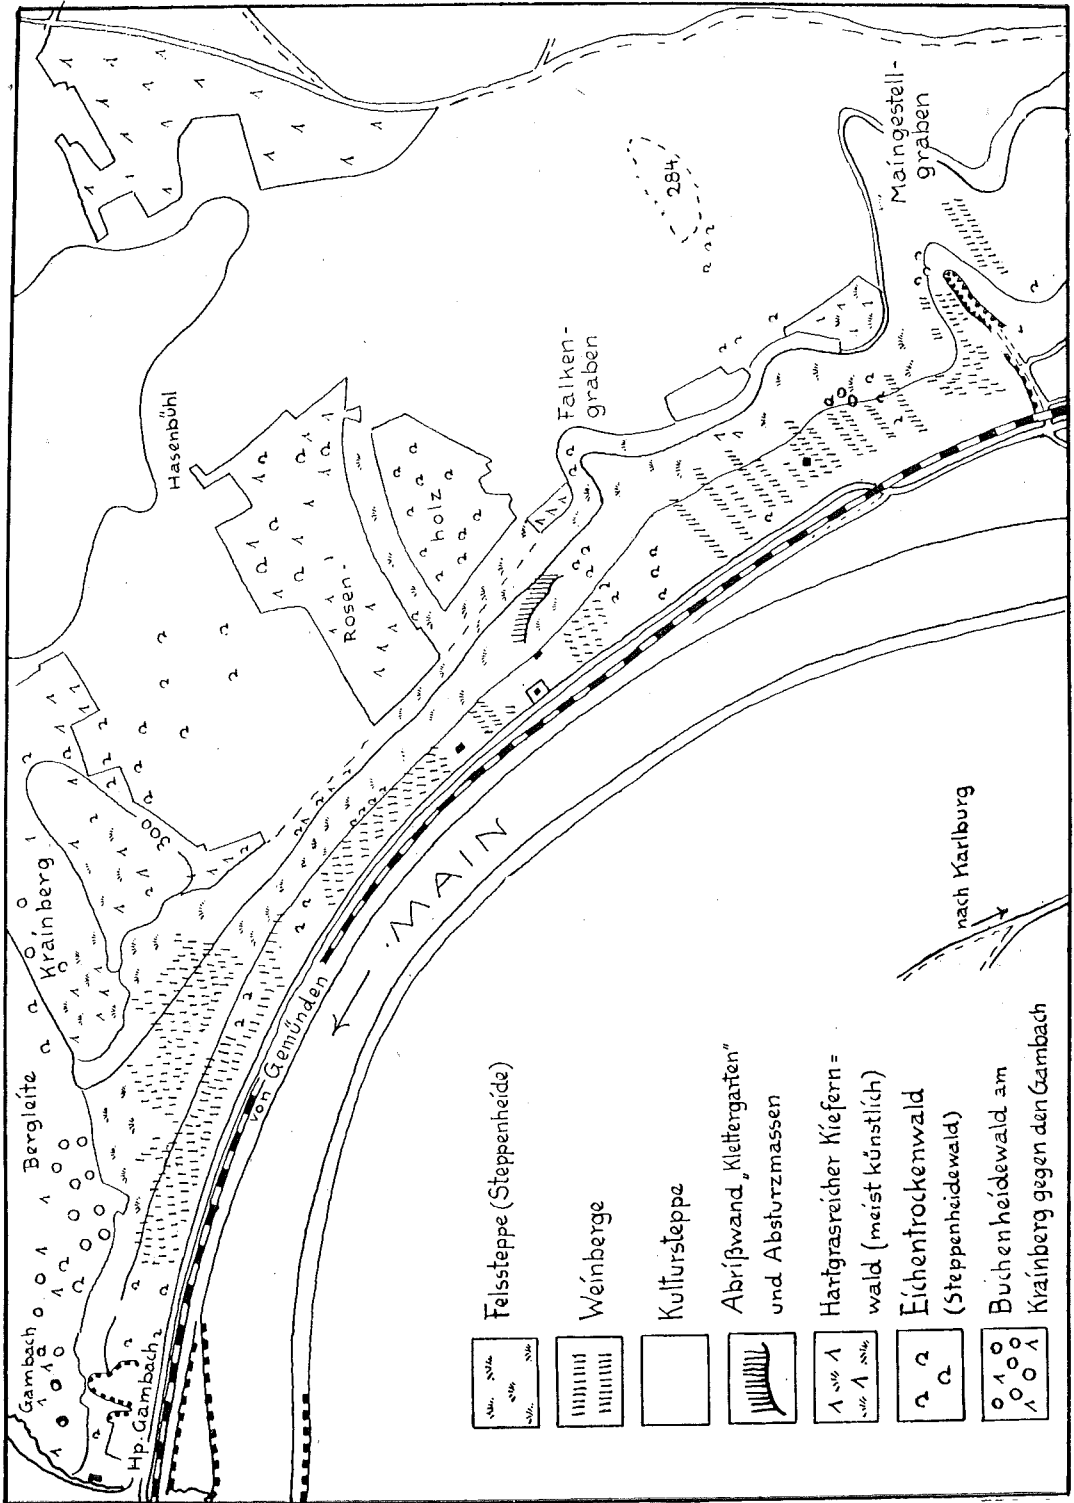 Gambach
Bergleite
Krainberg
Hp. Gambach
300
Hasenbühl
Rosen-
holz
Falken-
graben
284
Maingestell-
graben
von Gemünden
MAIN
nach Karlburg
Felssteppe (Steppenheide)
Weinberge
Kultursteppe
Abrißwand „Klettergarten"
und Absturzmassen
Hartgrasreicher Kiefern=
wald (meist künstlich)
Eichentrockenwald
(Steppenheidewald)
Buchenheidewald am
Krainberg gegen den Gambach